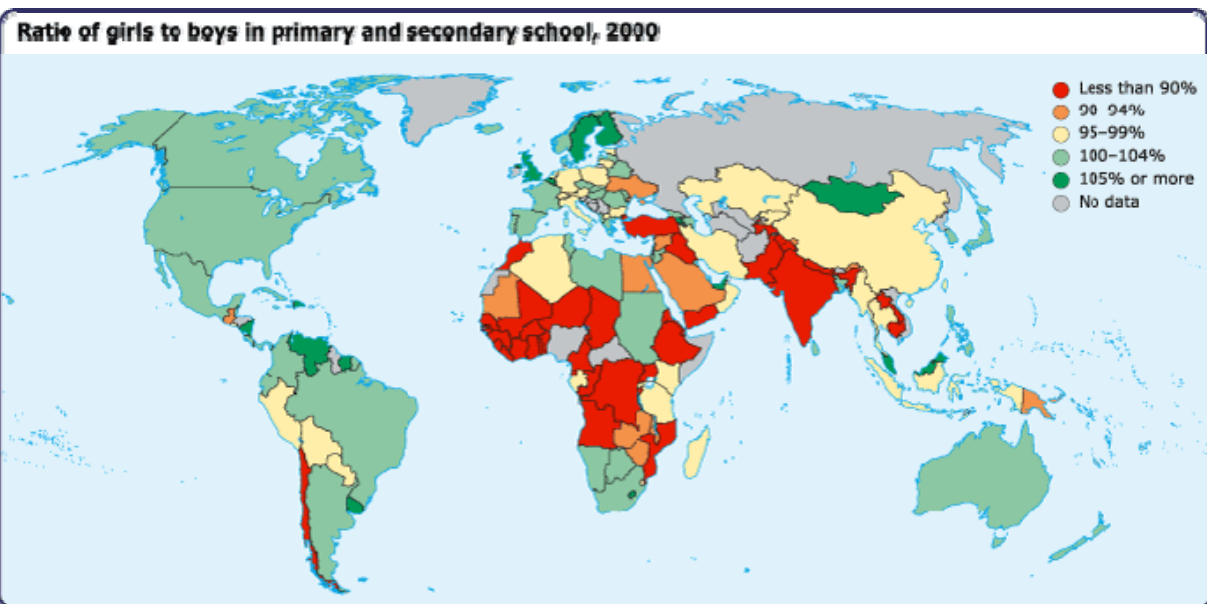 Ratio of girls to boys in primary and secondary school, 2000
Less than 90%
90–94%
95–99%
100–104%
105% or more
No data